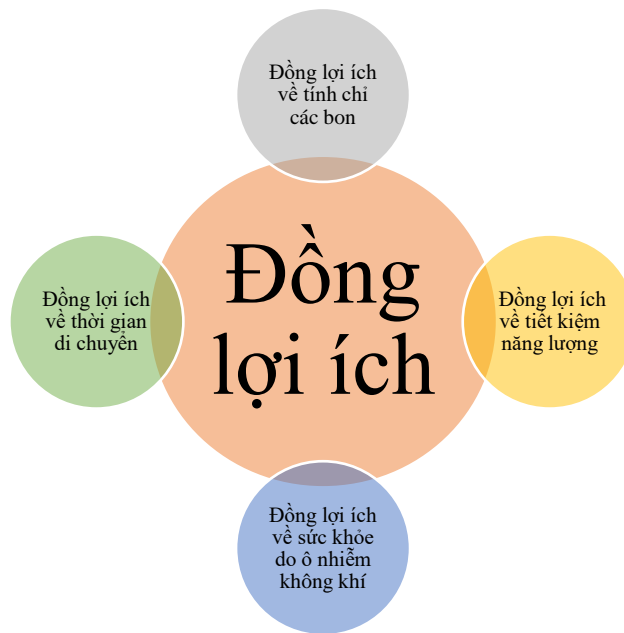 Đồng lợi ích
về tính chỉ
các bon
Đồng
lợi ích
Đồng lợi ích
về thời gian
di chuyển
Đồng lợi ích
về tiết kiệm
năng lượng
Đồng lợi ích
về sức khỏe
do ô nhiễm
không khí